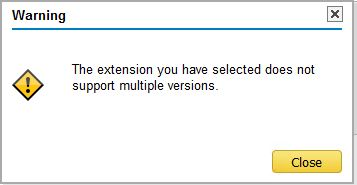 Warning
The extension you have selected does not
support multiple versions.
Close